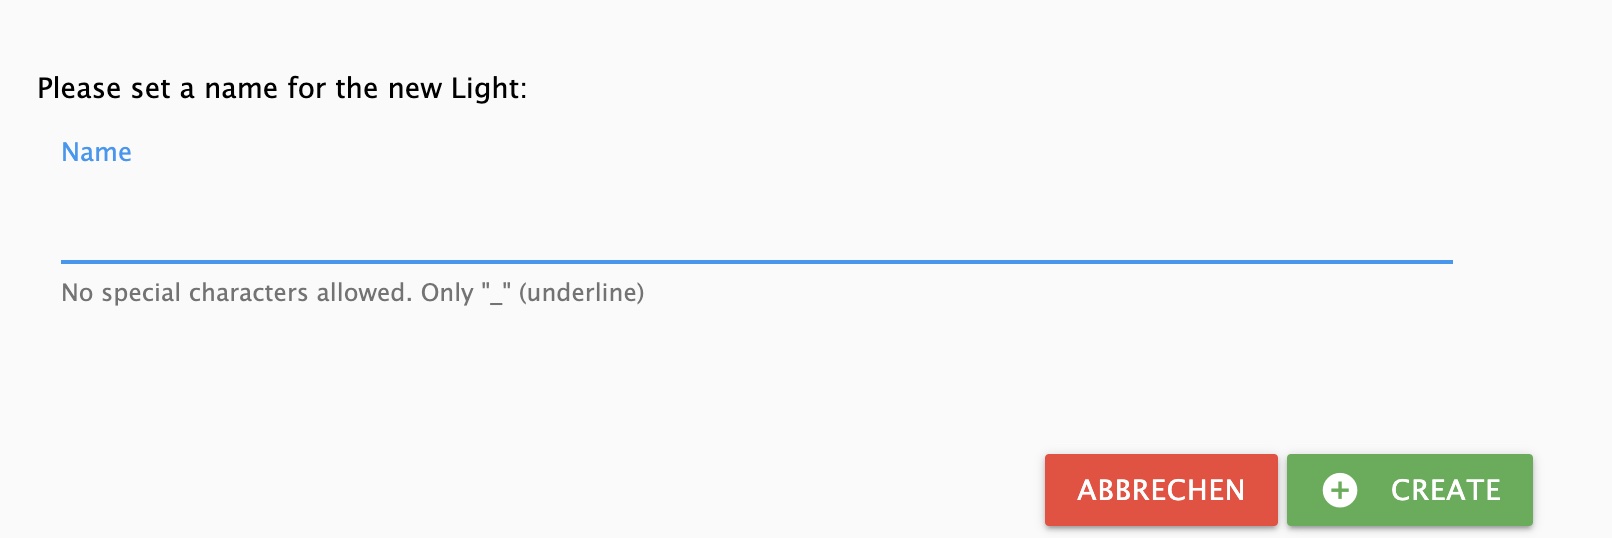 Please set a name for the new Light:
Name
No special characters allowed. Only "_" (underline)
ABBRECHEN CREATE